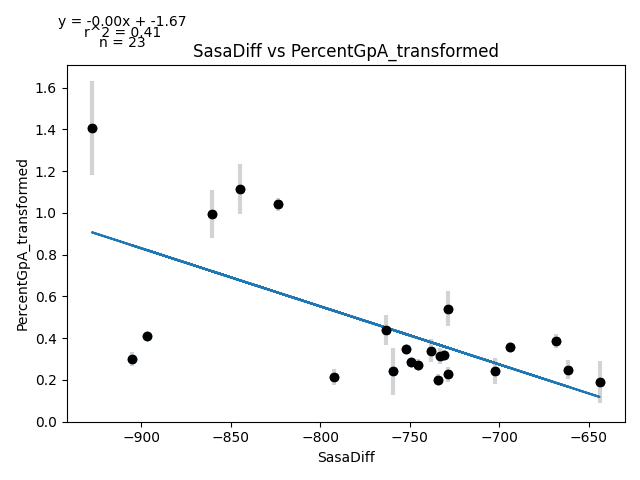 y = -0.00x + -1.67
r^2 = 0.41
n = 23
SasaDiff vs PercentGpA_transformed
PercentGpA_transformed
1.6
1.4
1.2
1.0
0.8
0.6
0.4
0.2
0.0
−900
−850
−800
−750
−700
−650
SasaDiff